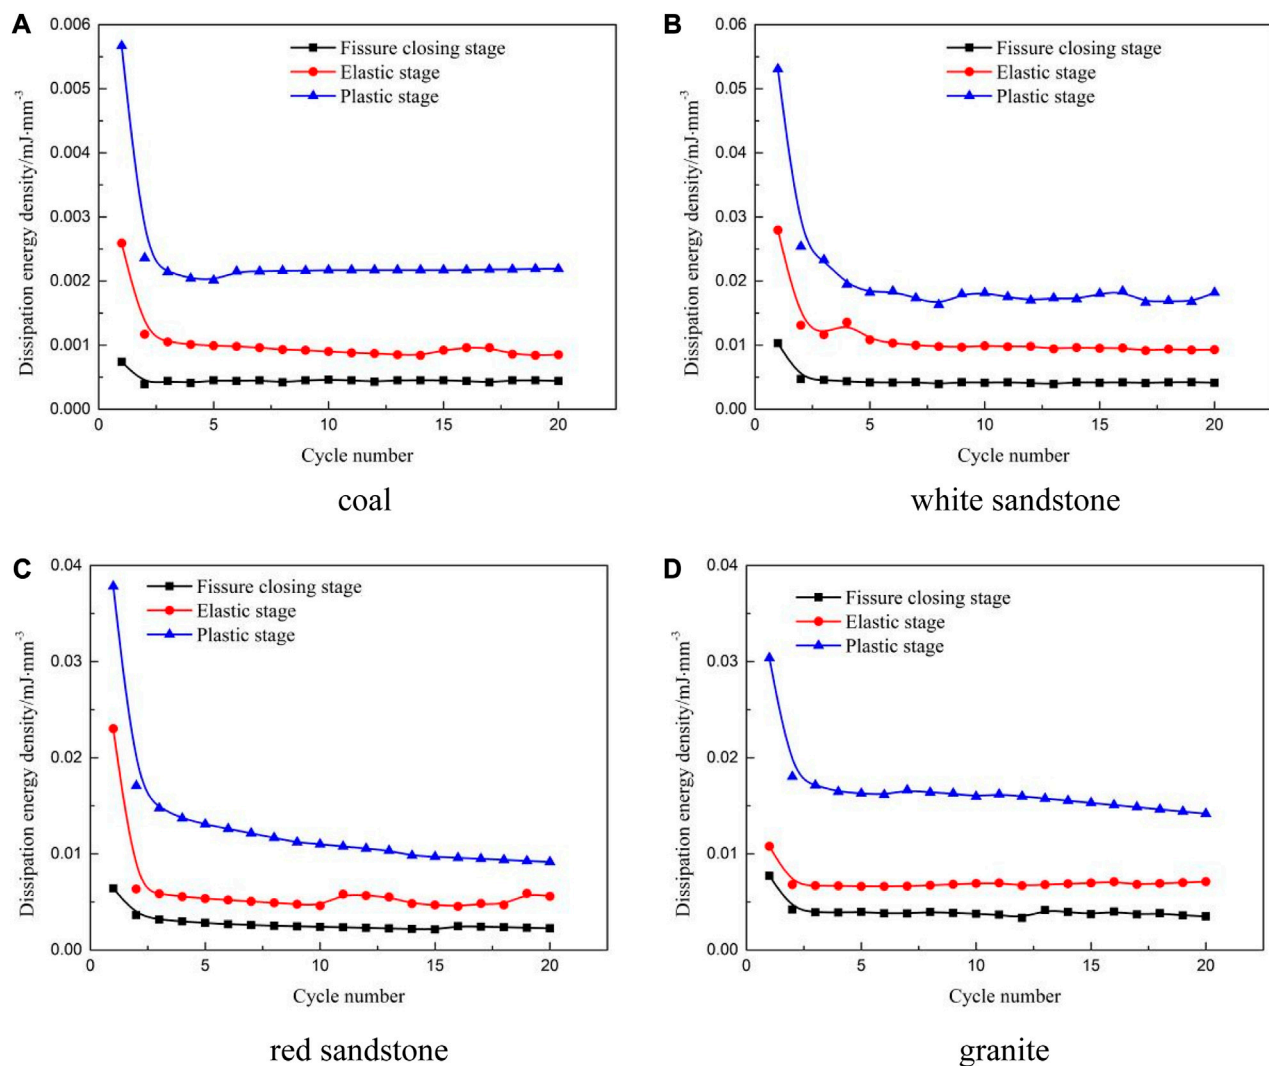 A
0.006
0.005
0.004
0.003
0.002
0.001
0.000
Dissipation energy density/mJ·mm⁻³
Fissure closing stage
Elastic stage
Plastic stage
0 5 10 15 20
Cycle number
coal
B
0.06
0.05
0.04
0.03
0.02
0.01
0.00
Dissipation energy density/mJ·mm⁻³
Fissure closing stage
Elastic stage
Plastic stage
0 5 10 15 20
Cycle number
white sandstone
C
0.04
0.03
0.02
0.01
0.00
Dissipation energy density/mJ·mm⁻³
Fissure closing stage
Elastic stage
Plastic stage
0 5 10 15 20
Cycle number
red sandstone
D
0.04
0.03
0.02
0.01
0.00
Dissipation energy density/mJ·mm⁻³
Fissure closing stage
Elastic stage
Plastic stage
0 5 10 15 20
Cycle number
granite